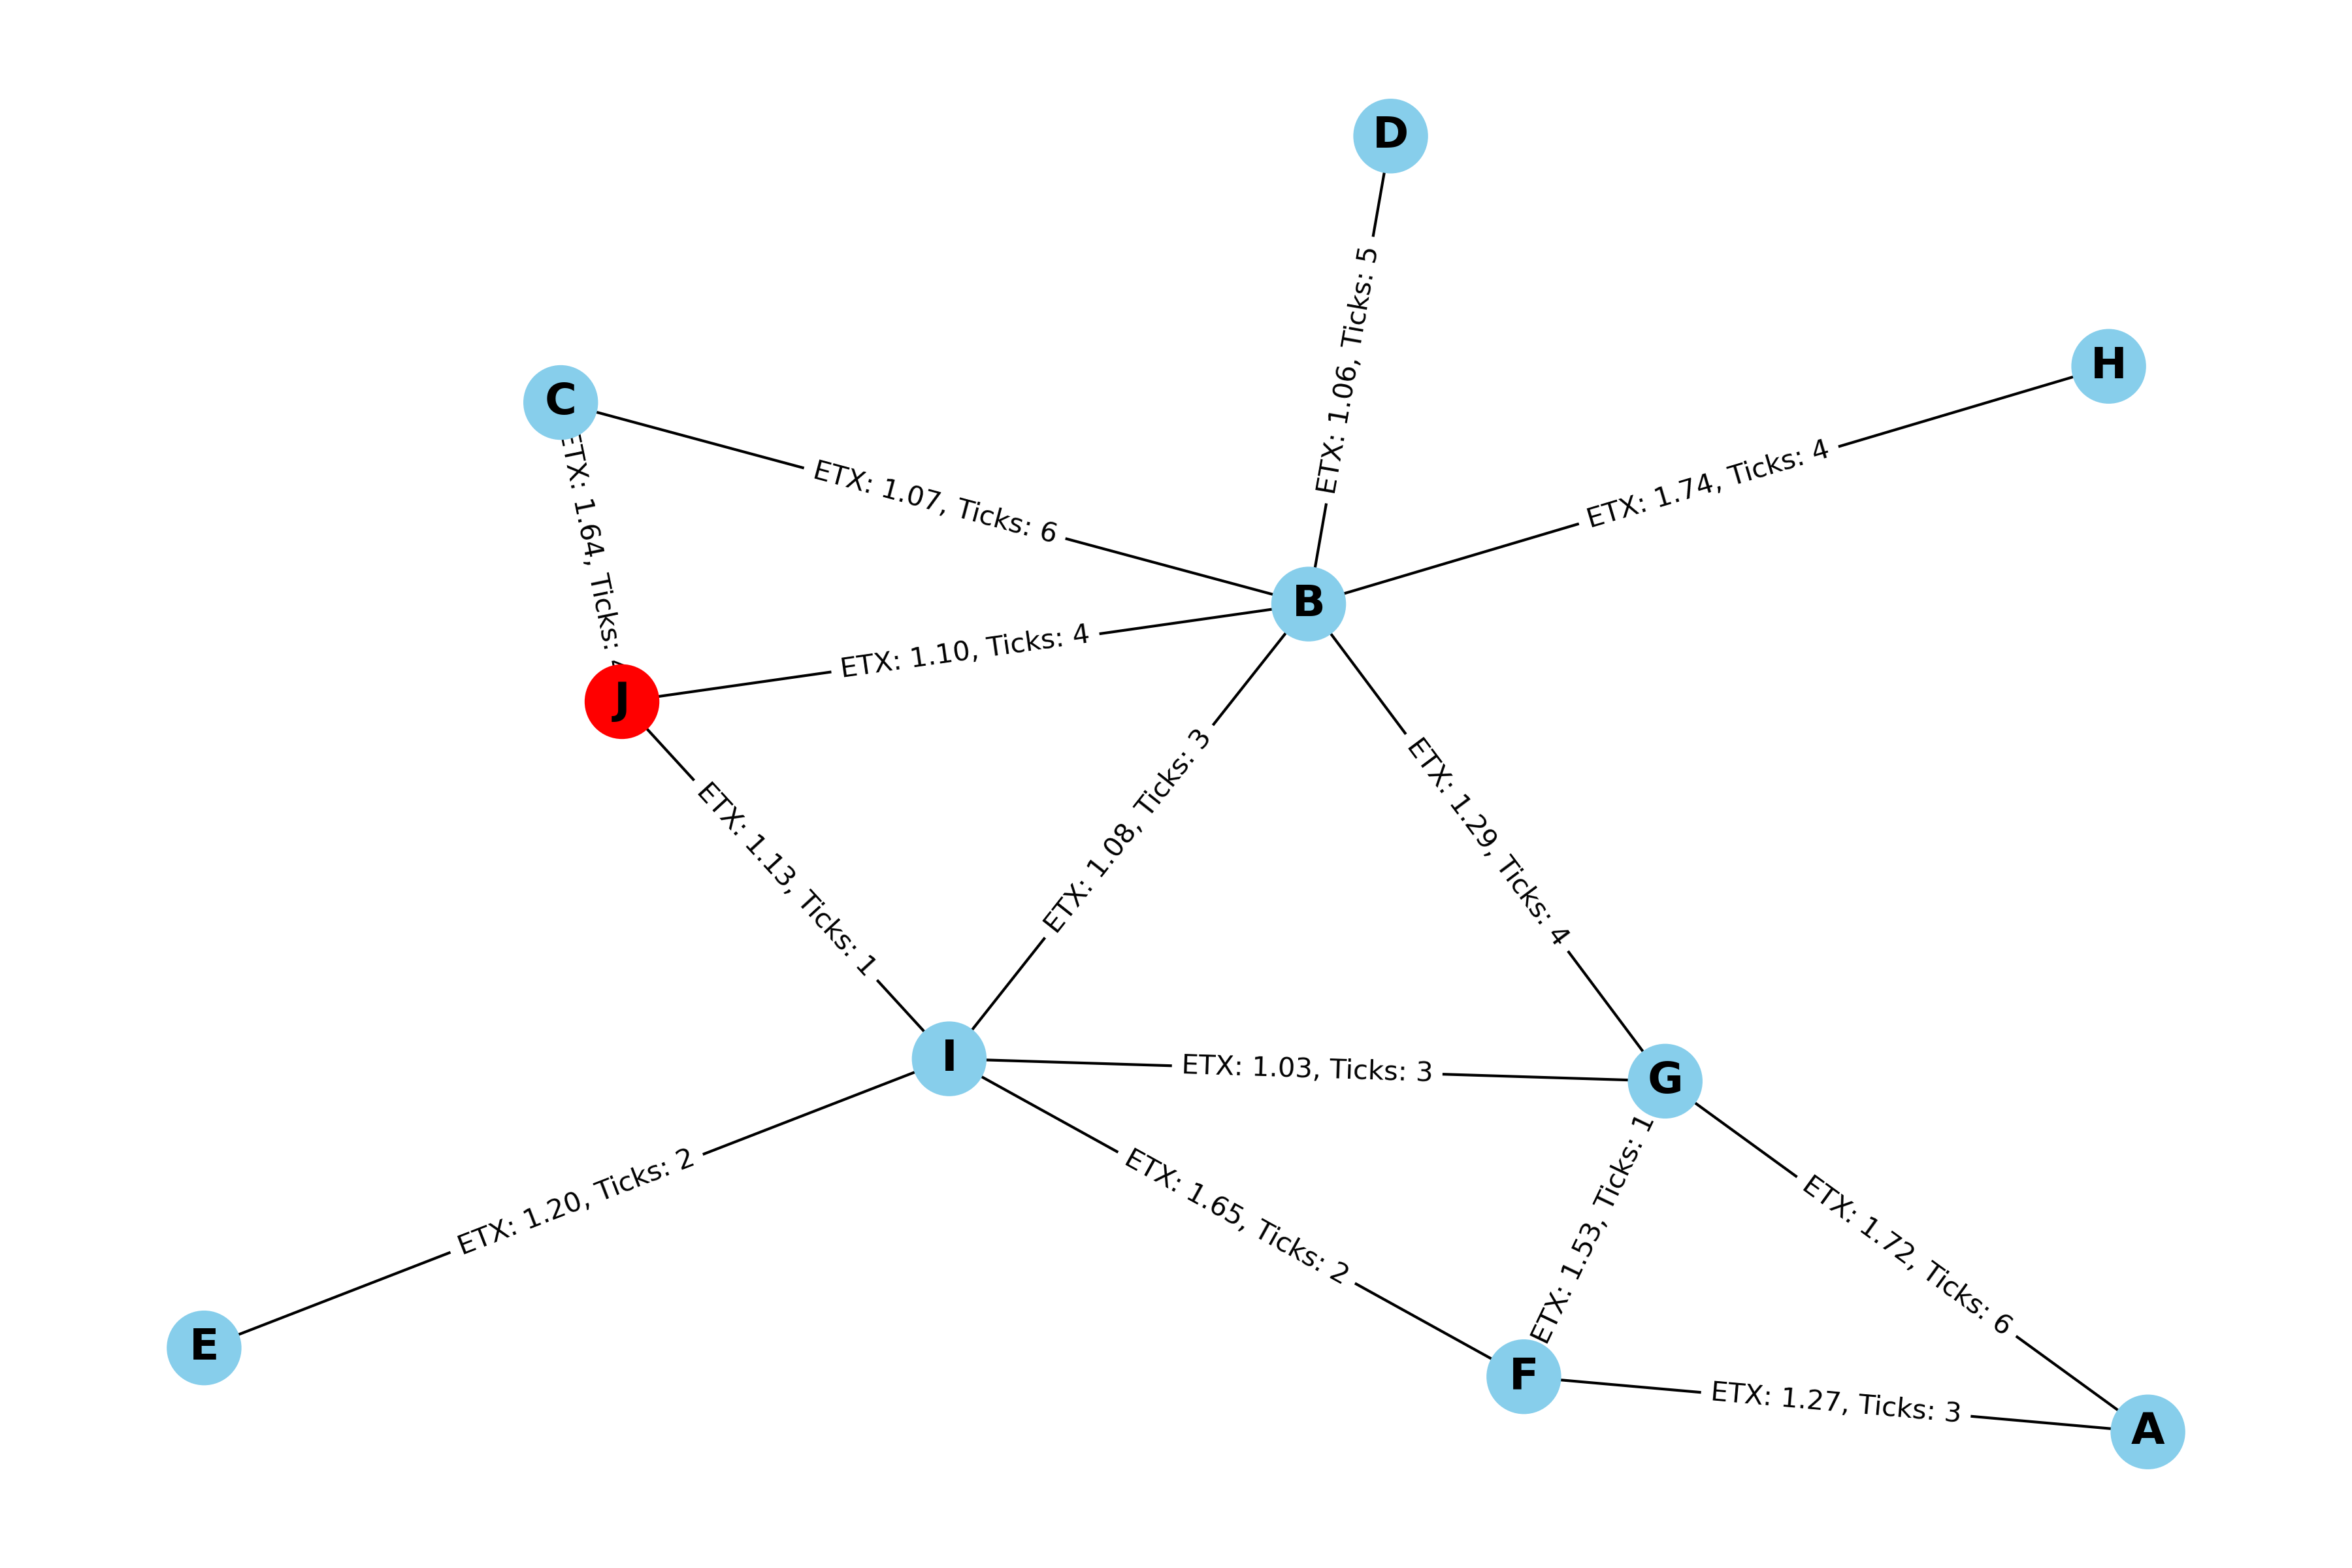 D
H
C
ETX: 1.06, Ticks: 5
ETX: 1.74, Ticks: 4
ETX: 1.07, Ticks: 6
ETX: 1.64, Ticks: 4
B
ETX: 1.10, Ticks: 4
J
ETX: 1.13, Ticks: 1
ETX: 1.08, Ticks: 3
ETX: 1.29, Ticks: 4
I
ETX: 1.03, Ticks: 3
G
ETX: 1.20, Ticks: 2
ETX: 1.65, Ticks: 2
ETX: 1.53, Ticks: 1
ETX: 1.72, Ticks: 6
E
F
ETX: 1.27, Ticks: 3
A